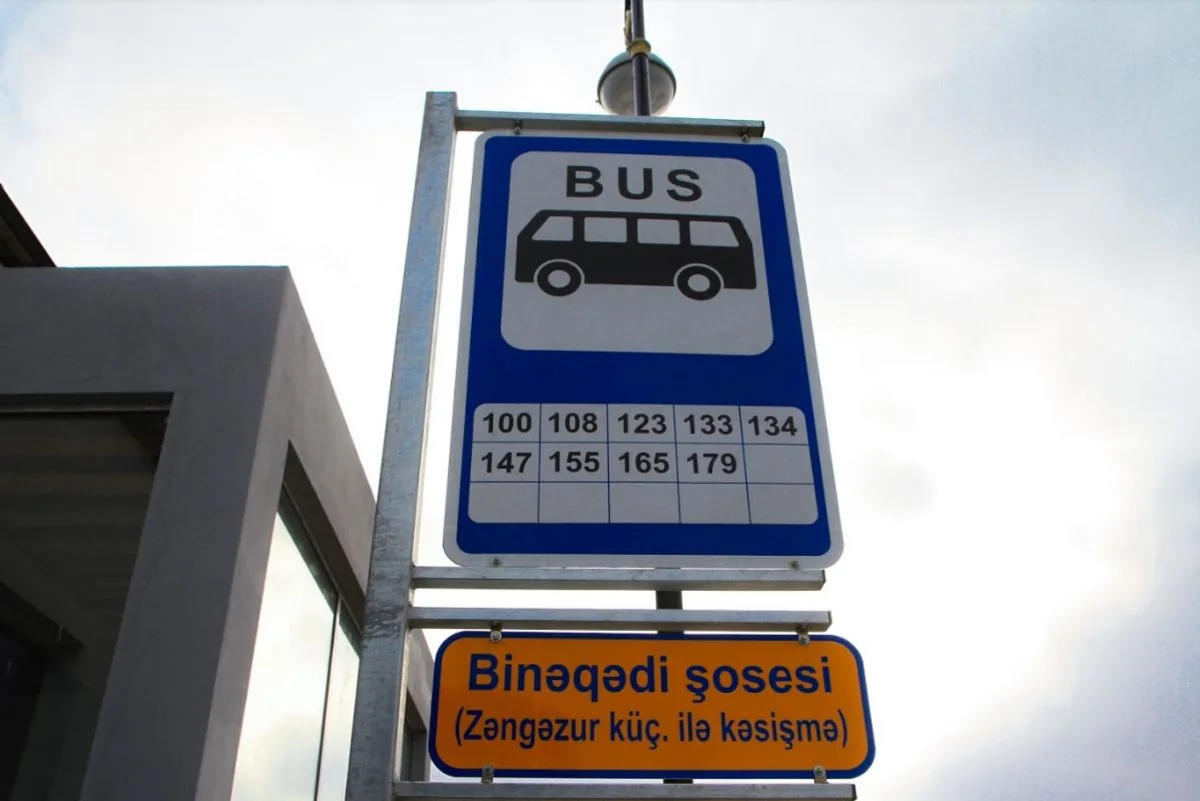 BUS
100 108 123 133 134
147 155 165 179
Binəqədi şosesi
(Zəngəzur küç. ilə kəsişmə)